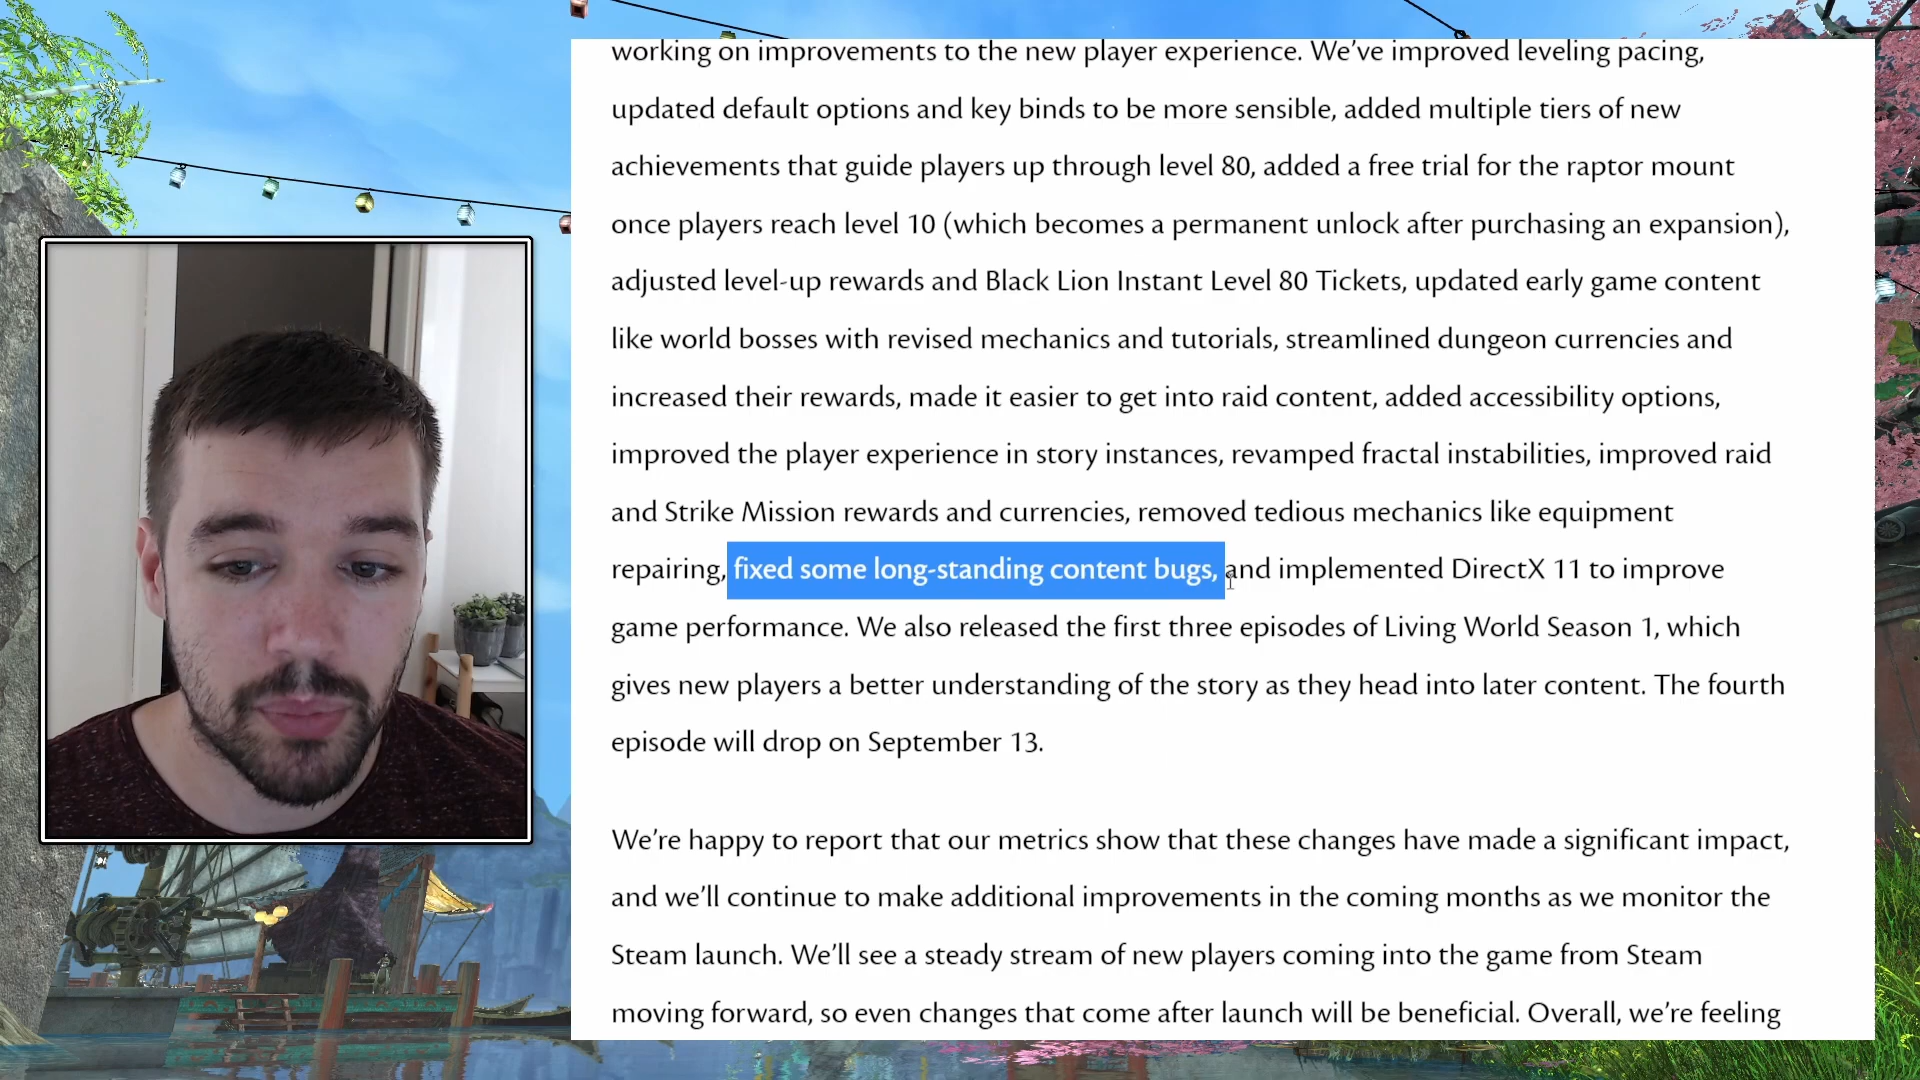 working on improvements to the new player experience. We’ve improved leveling pacing,
updated default options and key binds to be more sensible, added multiple tiers of new
achievements that guide players up through level 80, added a free trial for the raptor mount
once players reach level 10 (which becomes a permanent unlock after purchasing an expansion),
adjusted level-up rewards and Black Lion Instant Level 80 Tickets, updated early game content
like world bosses with revised mechanics and tutorials, streamlined dungeon currencies and
increased their rewards, made it easier to get into raid content, added accessibility options,
improved the player experience in story instances, revamped fractal instabilities, improved raid
and Strike Mission rewards and currencies, removed tedious mechanics like equipment
repairing, fixed some long-standing content bugs, and implemented DirectX 11 to improve
game performance. We also released the first three episodes of Living World Season 1, which
gives new players a better understanding of the story as they head into later content. The fourth
episode will drop on September 13.
We’re happy to report that our metrics show that these changes have made a significant impact,
and we’ll continue to make additional improvements in the coming months as we monitor the
Steam launch. We’ll see a steady stream of new players coming into the game from Steam
moving forward, so even changes that come after launch will be beneficial. Overall, we’re feeling